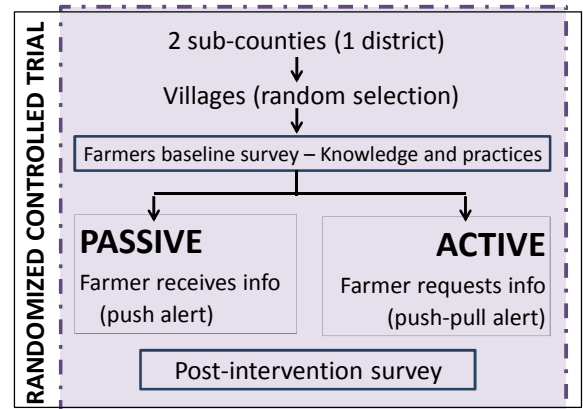 RANDOMIZED CONTROLLED TRIAL
2 sub-counties (1 district)
Villages (random selection)
Farmers baseline survey – Knowledge and practices
PASSIVE
Farmer receives info
(push alert)
ACTIVE
Farmer requests info
(push-pull alert)
Post-intervention survey